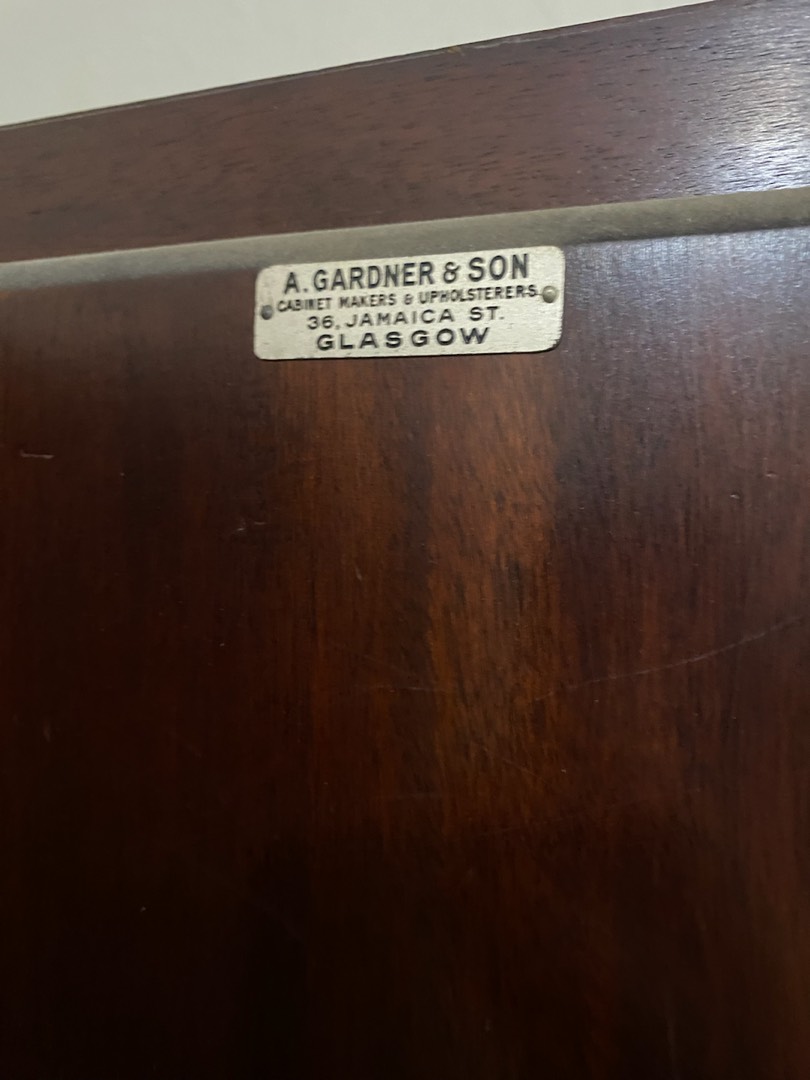 A. GARDNER & SON
CABINET MAKERS & UPHOLSTERERS
36, JAMAICA ST.
GLASGOW